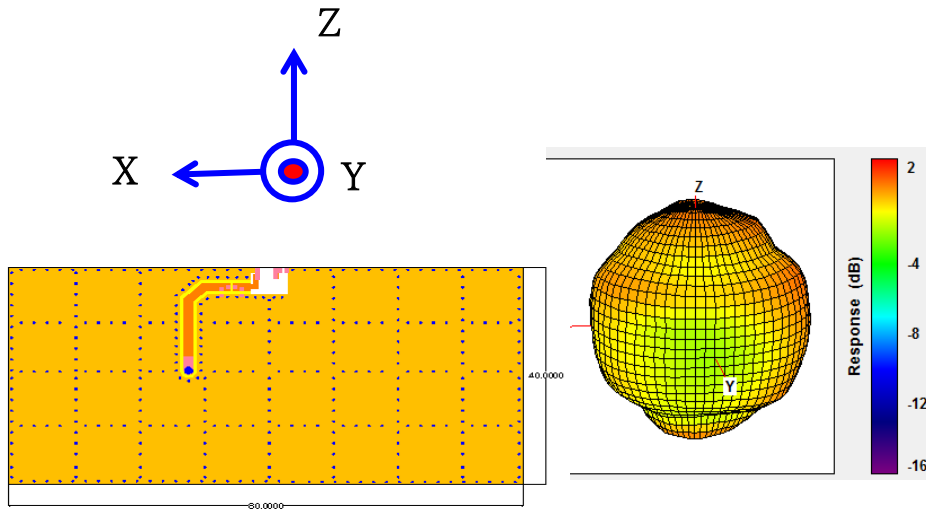 Z
X
Y
40.0000
80.0000
Z
Y
Response (dB)
2
-4
-8
-12
-16